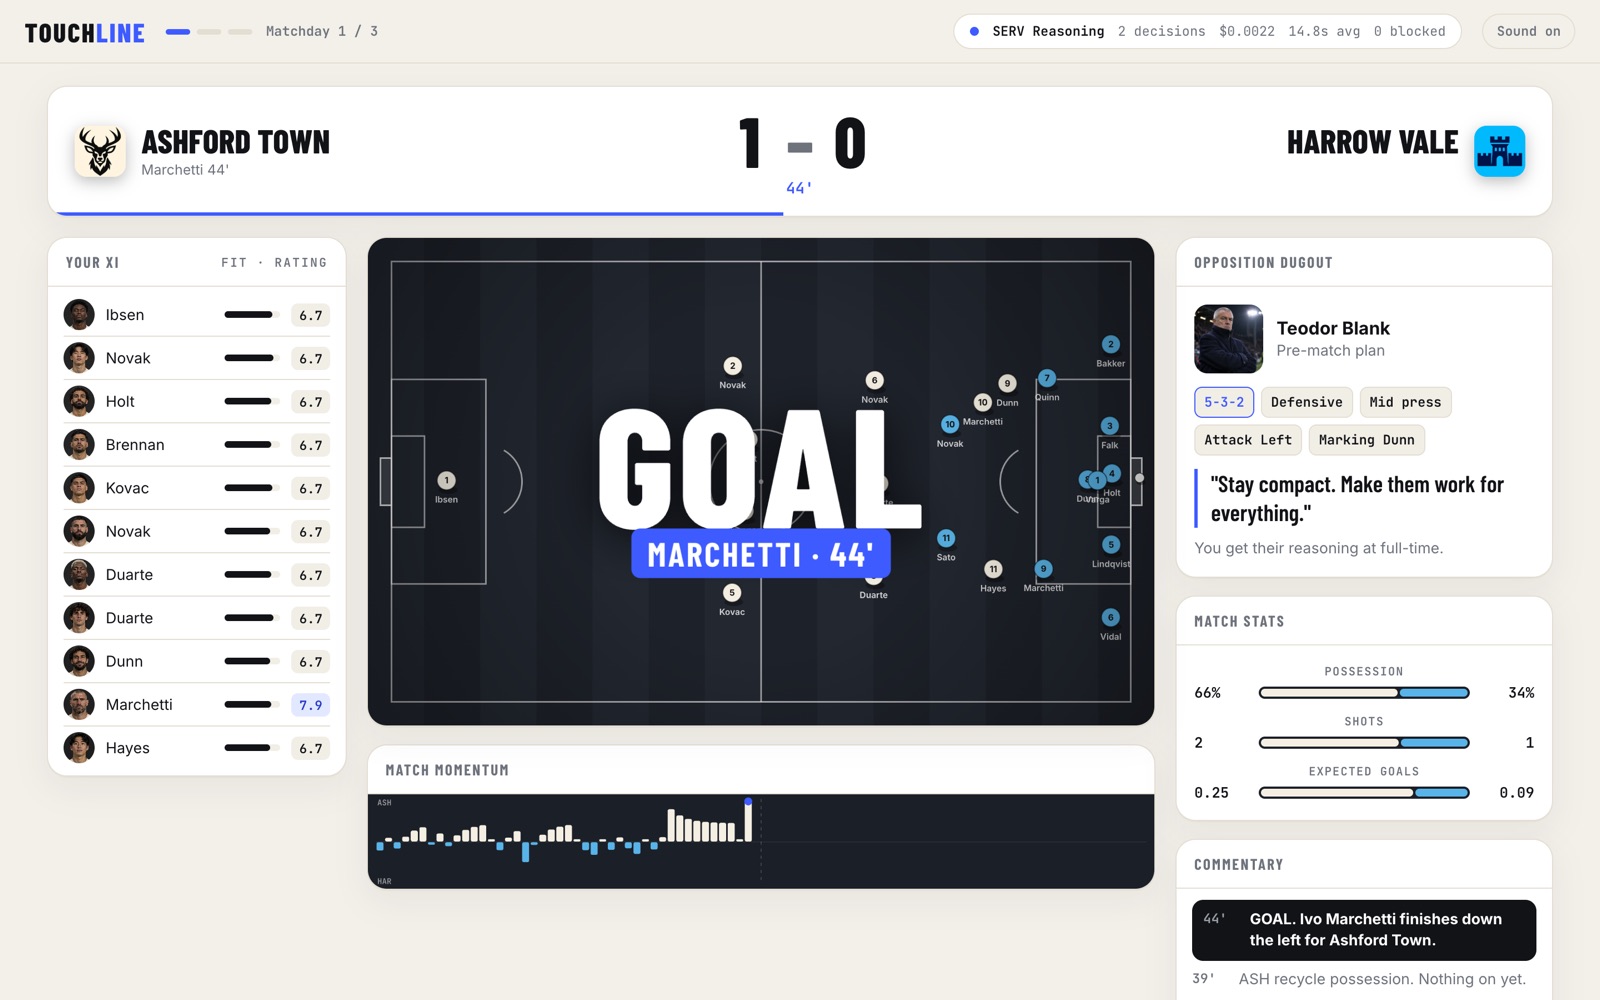 TOUCHLINE
Matchday 1 / 3
SERV Reasoning 2 decisions $0.0022 14.8s avg 0 blocked
Sound on
ASHFORD TOWN
Marchetti 44'
1 – 0
44'
HARROW VALE
YOUR XI
FIT · RATING
Ibsen 6.7
Novak 6.7
Holt 6.7
Brennan 6.7
Kovac 6.7
Novak 6.7
Duarte 6.7
Duarte 6.7
Dunn 6.7
Marchetti 7.9
Hayes 6.7
2
Bakker
2
Novak
6
Novak
9
Dunn
7
Quinn
10
Marchetti
10
Novak
3
Falk
1
Ibsen
1
4
Holt
GOAL
MARCHETTI · 44'
11
Sato
5
Lindqvist
11
Hayes
9
Marchetti
5
Kovac
Duarte
6
Vidal
MATCH MOMENTUM
ASH
HAR
OPPOSITION DUGOUT
Teodor Blank
Pre-match plan
5-3-2 Defensive Mid press
Attack Left Marking Dunn
"Stay compact. Make them work for
everything."
You get their reasoning at full-time.
MATCH STATS
POSSESSION
66% 34%
SHOTS
2 1
EXPECTED GOALS
0.25 0.09
COMMENTARY
44' GOAL. Ivo Marchetti finishes down
the left for Ashford Town.
39' ASH recycle possession. Nothing on yet.